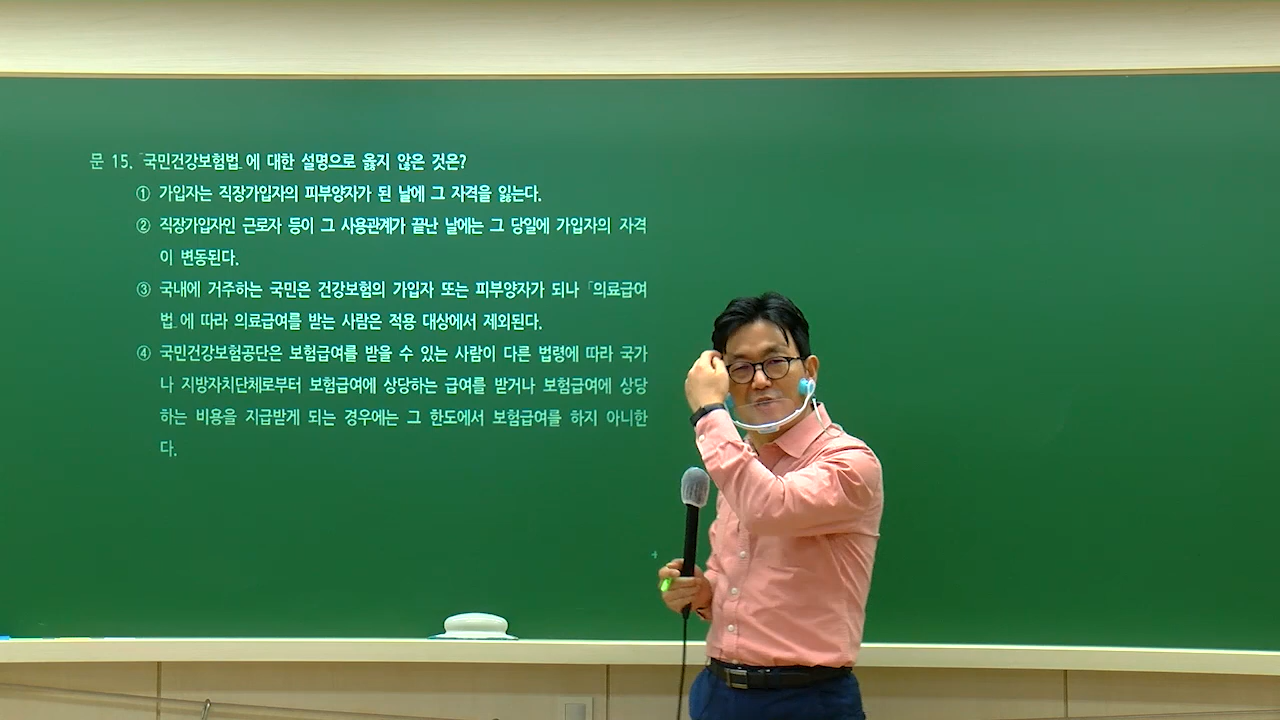 문 15. 「국민건강보험법」에 대한 설명으로 옳지 않은 것은?
① 가입자는 직장가입자의 피부양자가 된 날에 그 자격을 잃는다.
② 직장가입자인 근로자 등이 그 사용관계가 끝난 날에는 그 당일에 가입자의 자격
이 변동된다.
③ 국내에 거주하는 국민은 건강보험의 가입자 또는 피부양자가 되나 「의료급여
법」에 따라 의료급여를 받는 사람은 적용 대상에서 제외된다.
④ 국민건강보험공단은 보험급여를 받을 수 있는 사람이 다른 법령에 따라 국가
나 지방자치단체로부터 보험급여에 상당하는 급여를 받거나 보험급여에 상당
하는 비용을 지급받게 되는 경우에는 그 한도에서 보험급여를 하지 아니한
다.